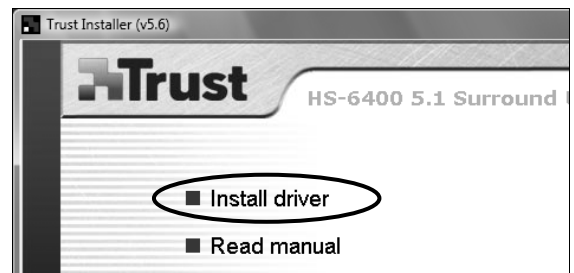 Trust Installer (v5.6)
Trust
HS-6400 5.1 Surround
Install driver
Read manual